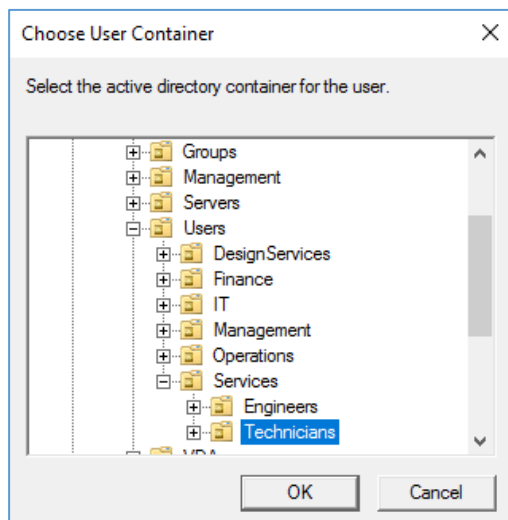 Choose User Container
Select the active directory container for the user.
Groups
Management
Servers
Users
DesignServices
Finance
IT
Management
Operations
Services
Engineers
Technicians
OK
Cancel